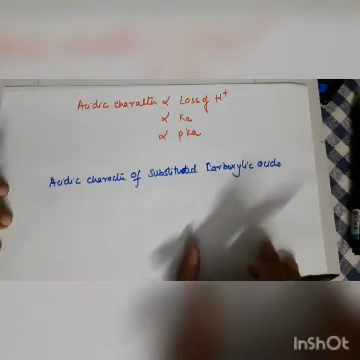 Acidic character ∝ Loss of H⁺
∝ Ka
∝ pKa
Acidic character of Substituted Carboxylic acids
InShOt